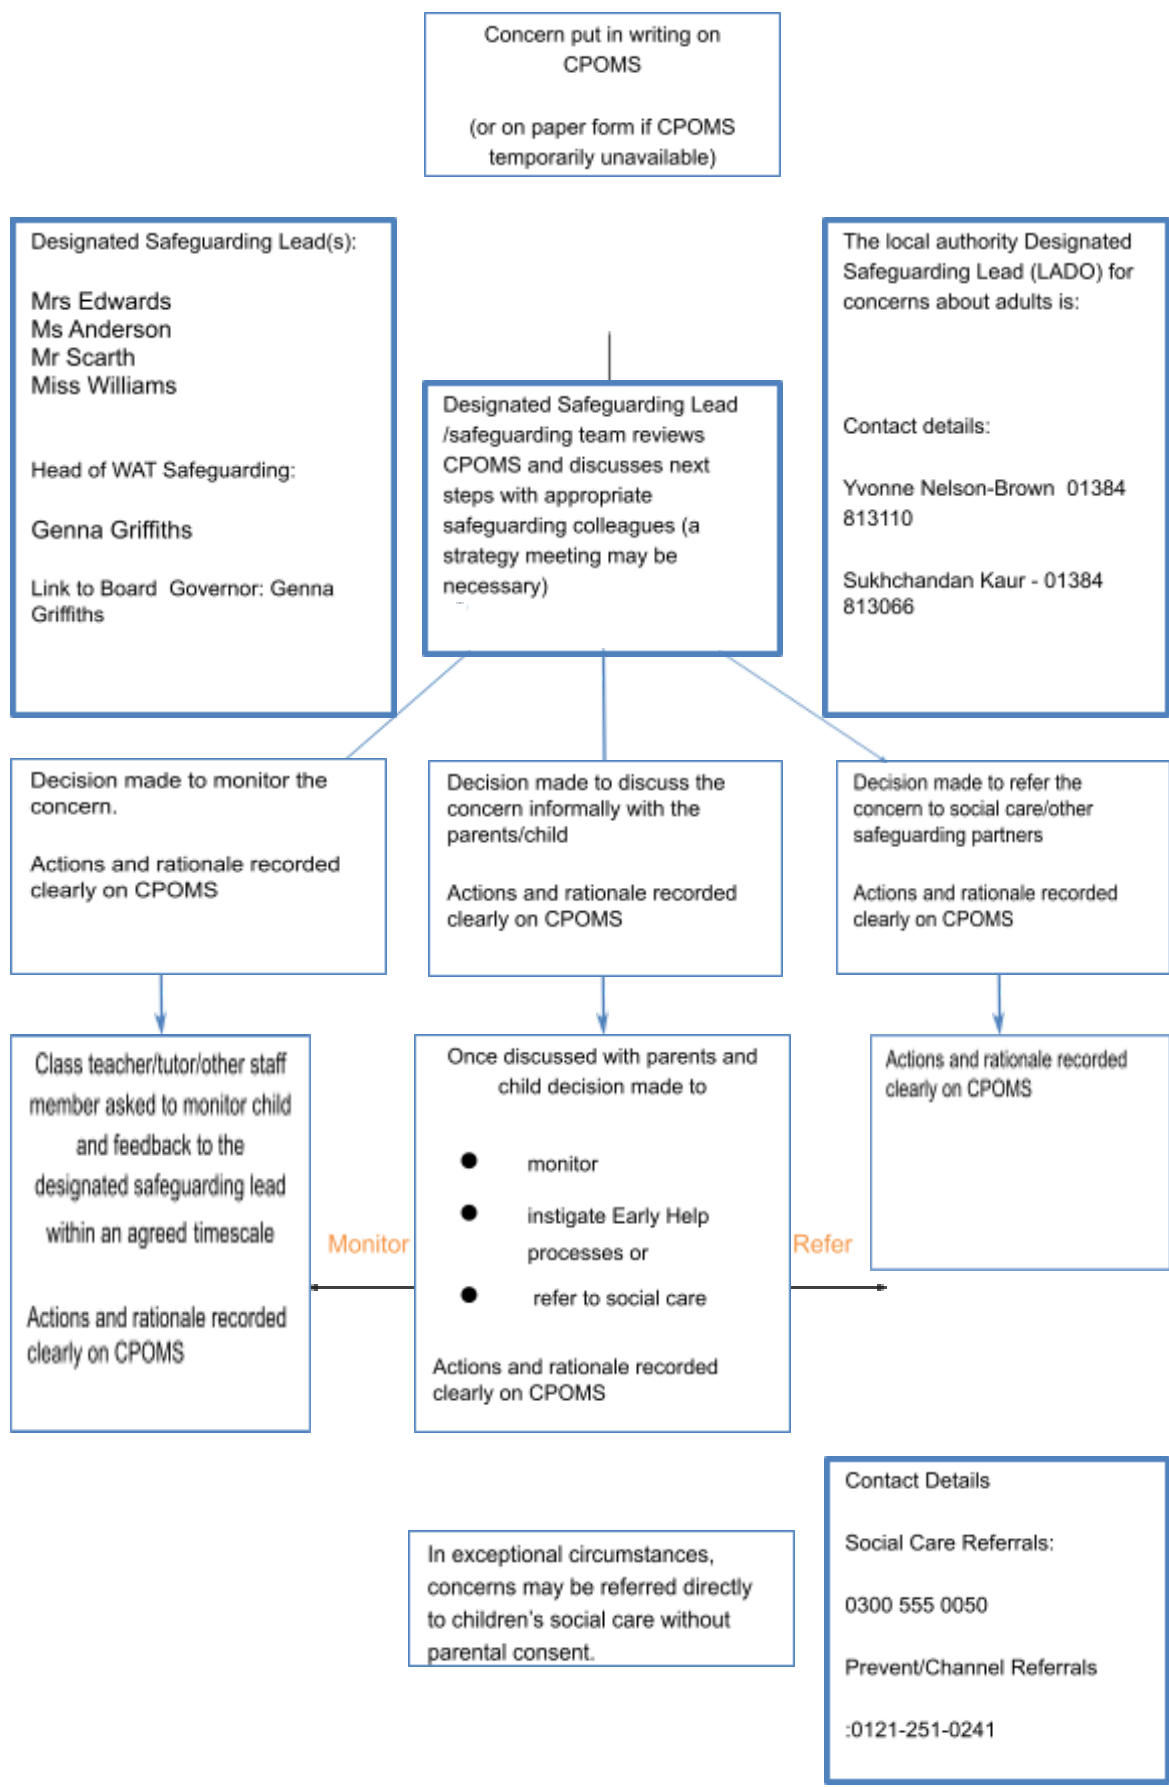 Concern put in writing on
CPOMS
(or on paper form if CPOMS
temporarily unavailable)
Designated Safeguarding Lead(s):
Mrs Edwards
Ms Anderson
Mr Scarth
Miss Williams
Head of WAT Safeguarding:
Genna Griffiths
Link to Board  Governor: Genna
Griffiths
The local authority Designated
Safeguarding Lead (LADO) for
concerns about adults is:
Contact details:
Yvonne Nelson-Brown  01384
813110
Sukhchandan Kaur - 01384
813066
Designated Safeguarding Lead
/safeguarding team reviews
CPOMS and discusses next
steps with appropriate
safeguarding colleagues (a
strategy meeting may be
necessary)
Decision made to monitor the
concern.
Actions and rationale recorded
clearly on CPOMS
Decision made to discuss the
concern informally with the
parents/child
Actions and rationale recorded
clearly on CPOMS
Decision made to refer the
concern to social care/other
safeguarding partners
Actions and rationale recorded
clearly on CPOMS
Class teacher/tutor/other staff
member asked to monitor child
and feedback to the
designated safeguarding lead
within an agreed timescale
Actions and rationale recorded
clearly on CPOMS
Monitor
Once discussed with parents and
child decision made to
● monitor
● instigate Early Help
processes or
● refer to social care
Actions and rationale recorded
clearly on CPOMS
Refer
Actions and rationale recorded
clearly on CPOMS
In exceptional circumstances,
concerns may be referred directly
to children's social care without
parental consent.
Contact Details
Social Care Referrals:
0300 555 0050
Prevent/Channel Referrals
:0121-251-0241